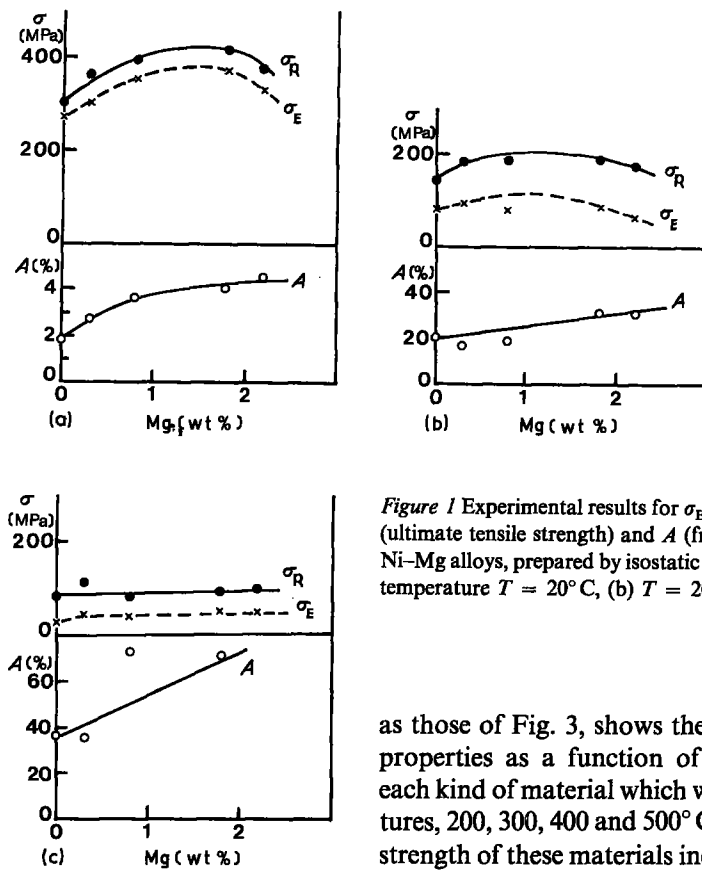 σ
(MPa)
400
200
0
σR
σE
A(%)
4
2
0
A
0 1 2
(a) Mg, (wt %)
σ
(MPa)
200
0
σR
σE
A(%)
40
20
0
A
0 1 2
(b) Mg (wt %)
σ
(MPa)
200
0
σR
σE
A(%)
60
40
20
0
A
0 1 2
(c) Mg (wt %)
Figure 1 Experimental results for σE
(ultimate tensile strength) and A (fr
Ni–Mg alloys, prepared by isostatic
temperature T = 20° C, (b) T = 2
as those of Fig. 3, shows the
properties as a function of
each kind of material which w
tures, 200, 300, 400 and 500° C
strength of these materials inc